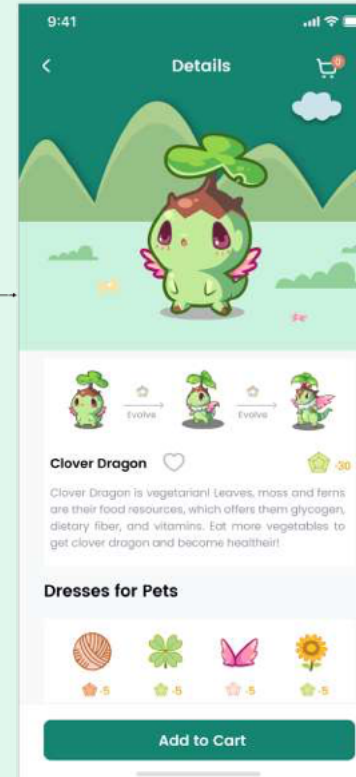 9:41
Details
0
Evolve
Evolve
Clover Dragon
-30
Clover Dragon is vegetarian! Leaves, moss and ferns
are their food resources, which offers them glycogen,
dietary fiber, and vitamins. Eat more vegetables to
get clover dragon and become healtheir!
Dresses for Pets
-5
-5
-5
-5
Add to Cart